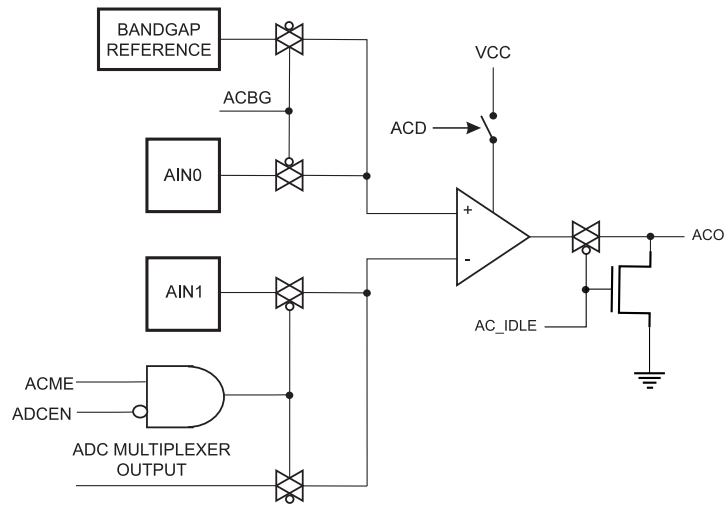 BANDGAP
REFERENCE
VCC
ACBG
ACD
AIN0
+
ACO
-
AIN1
AC_IDLE
ACME
ADCEN
ADC MULTIPLEXER
OUTPUT